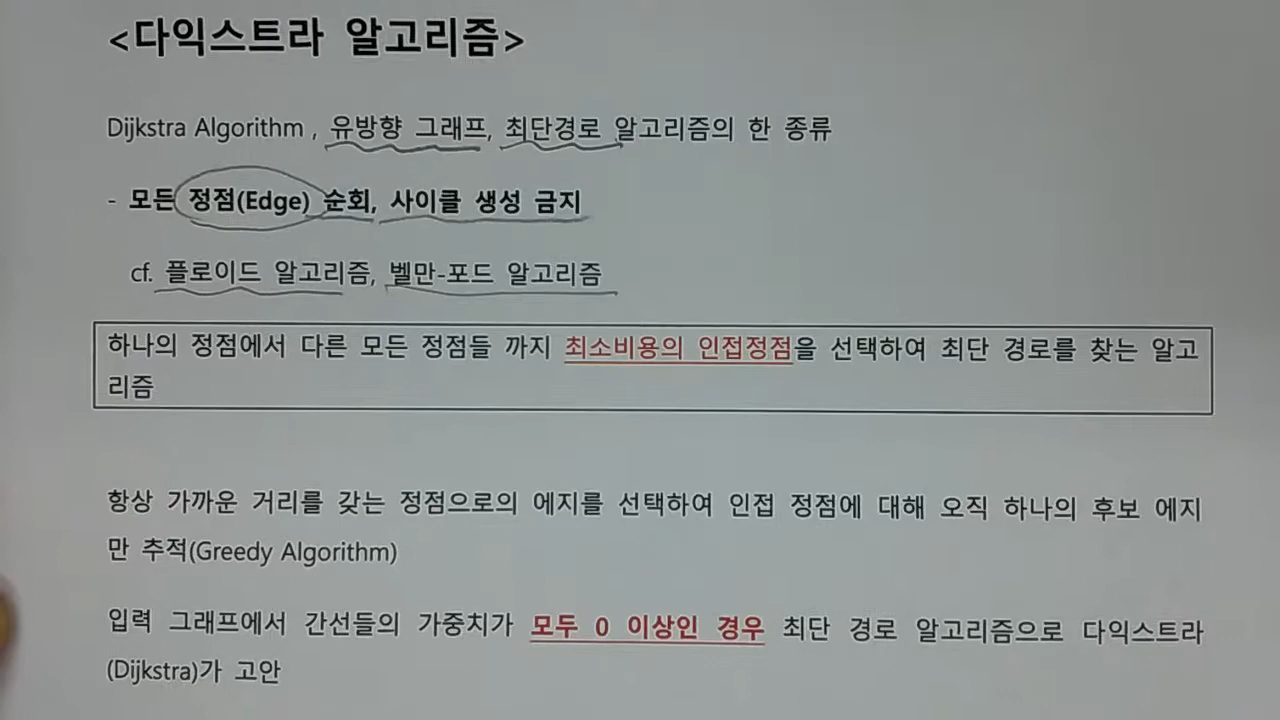 <다익스트라 알고리즘>
Dijkstra Algorithm , 유방향 그래프, 최단경로 알고리즘의 한 종류
- 모든 정점(Edge) 순회, 사이클 생성 금지
cf. 플로이드 알고리즘, 벨만-포드 알고리즘
하나의 정점에서 다른 모든 정점들 까지 최소비용의 인접정점을 선택하여 최단 경로를 찾는 알고
리즘
항상 가까운 거리를 갖는 정점으로의 에지를 선택하여 인접 정점에 대해 오직 하나의 후보 에지
만 추적(Greedy Algorithm)
입력 그래프에서 간선들의 가중치가 모두 0 이상인 경우 최단 경로 알고리즘으로 다익스트라
(Dijkstra)가 고안